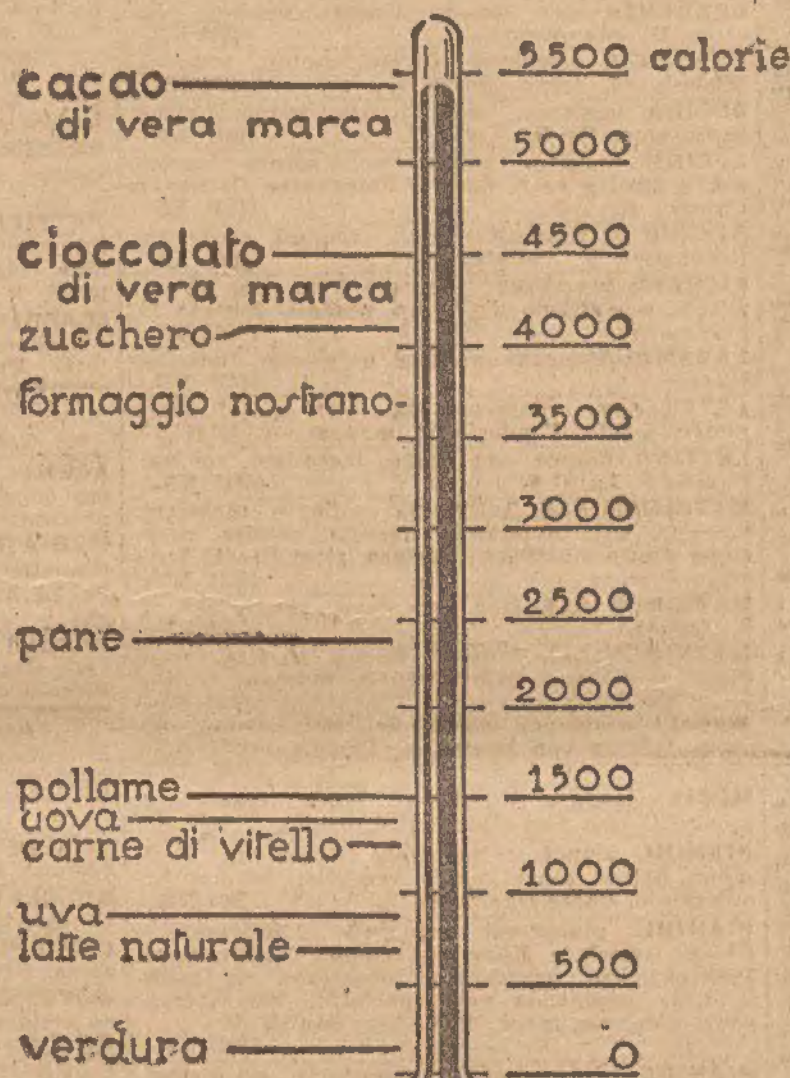 5500 calorie
cacao
di vera marca
5000
cioccolato
4500
di vera marca
zucchero
4000
formaggio nostrano
3500
3000
2500
pane
2000
pollame
1500
uova
carne di vitello
1000
uva
latte naturale
500
verdura
0